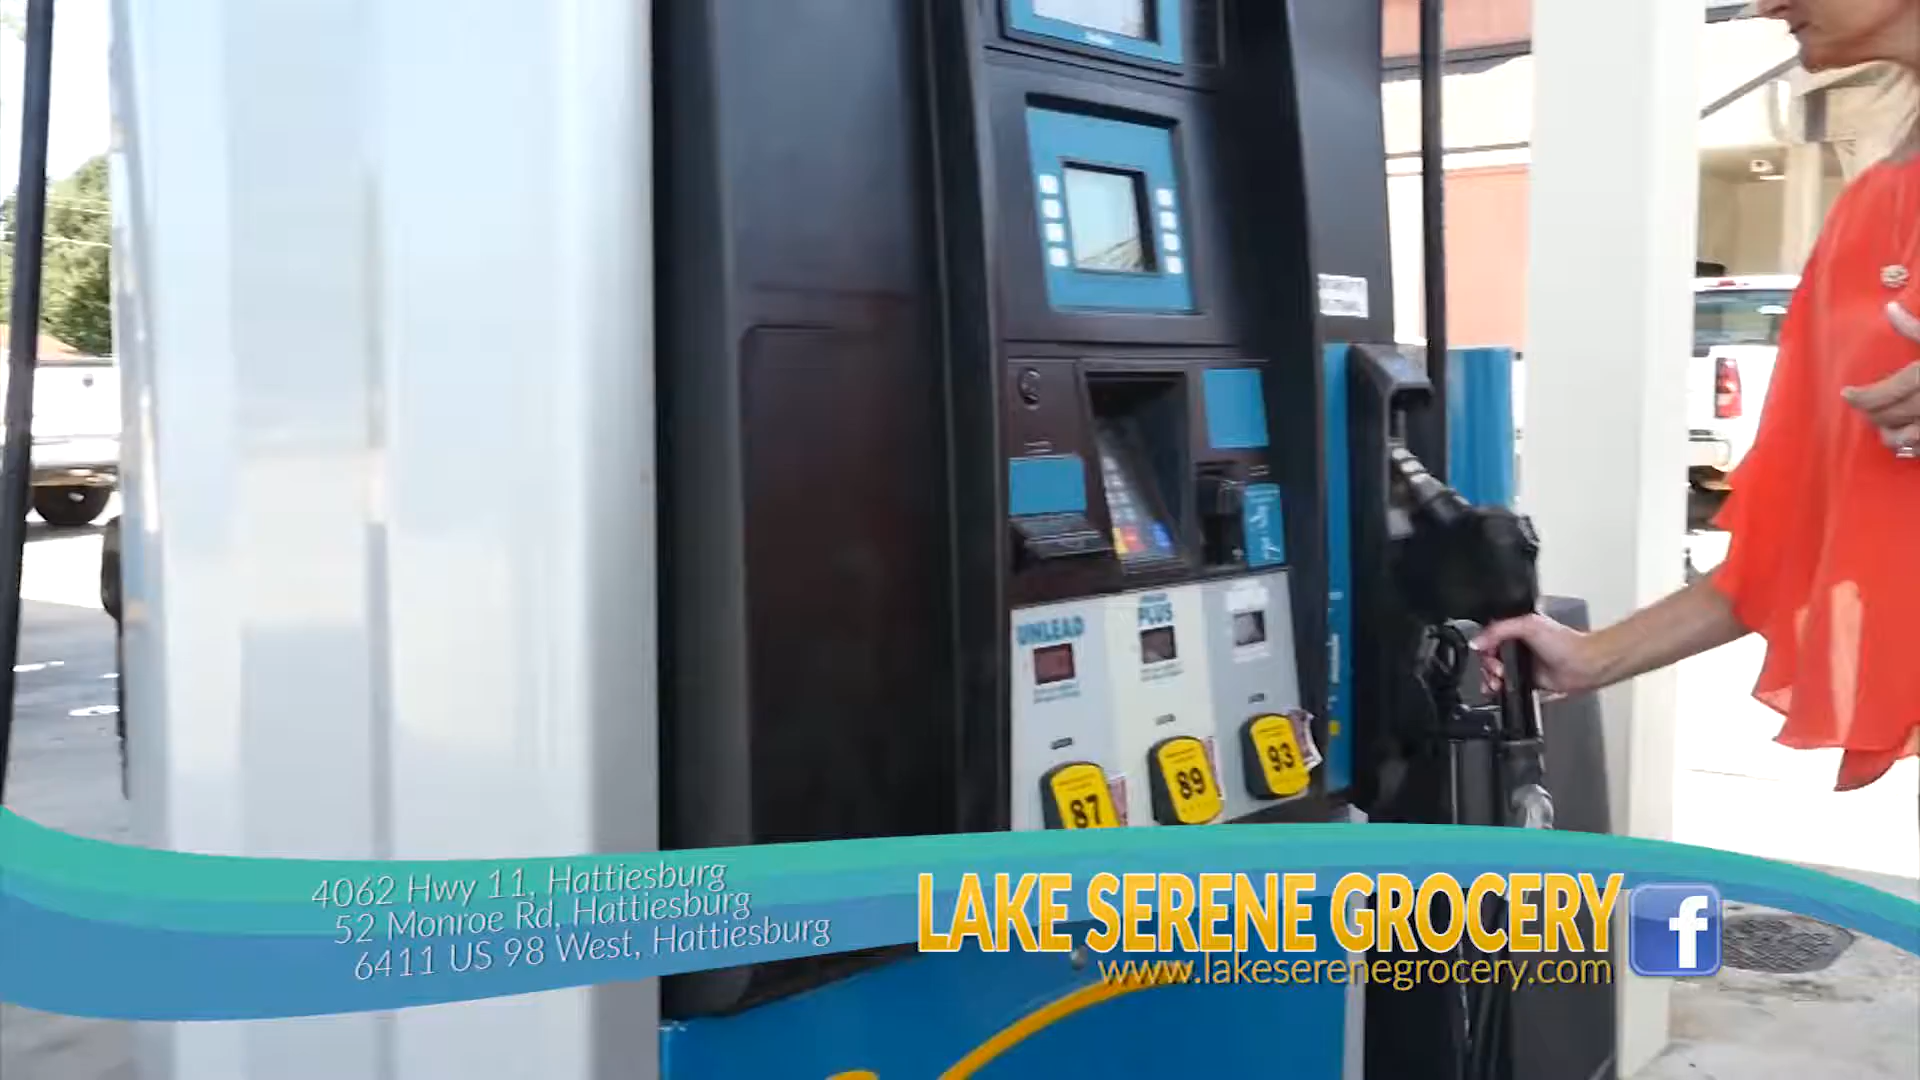 UNLEAD
PLUS
87
89
93
4062 Hwy 11, Hattiesburg
52 Monroe Rd, Hattiesburg
6411 US 98 West, Hattiesburg
LAKE SERENE GROCERY
www.lakeserenegrocery.com
f